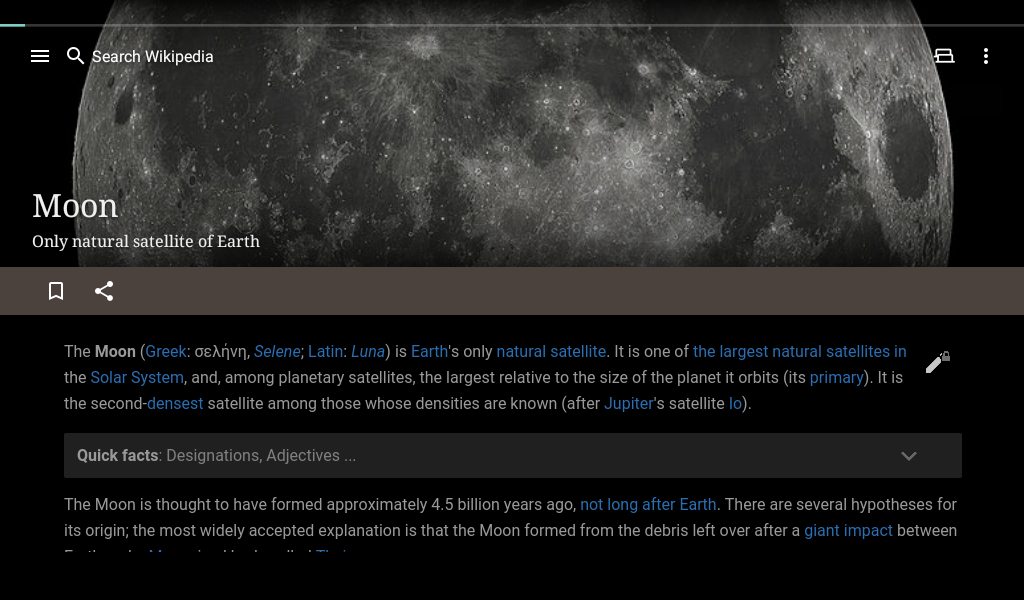 Search Wikipedia
Moon
Only natural satellite of Earth
The Moon (Greek: σελήνη, Selene; Latin: Luna) is Earth's only natural satellite. It is one of the largest natural satellites in
the Solar System, and, among planetary satellites, the largest relative to the size of the planet it orbits (its primary). It is
the second-densest satellite among those whose densities are known (after Jupiter's satellite Io).
Quick facts: Designations, Adjectives ...
The Moon is thought to have formed approximately 4.5 billion years ago, not long after Earth. There are several hypotheses for
its origin; the most widely accepted explanation is that the Moon formed from the debris left over after a giant impact between